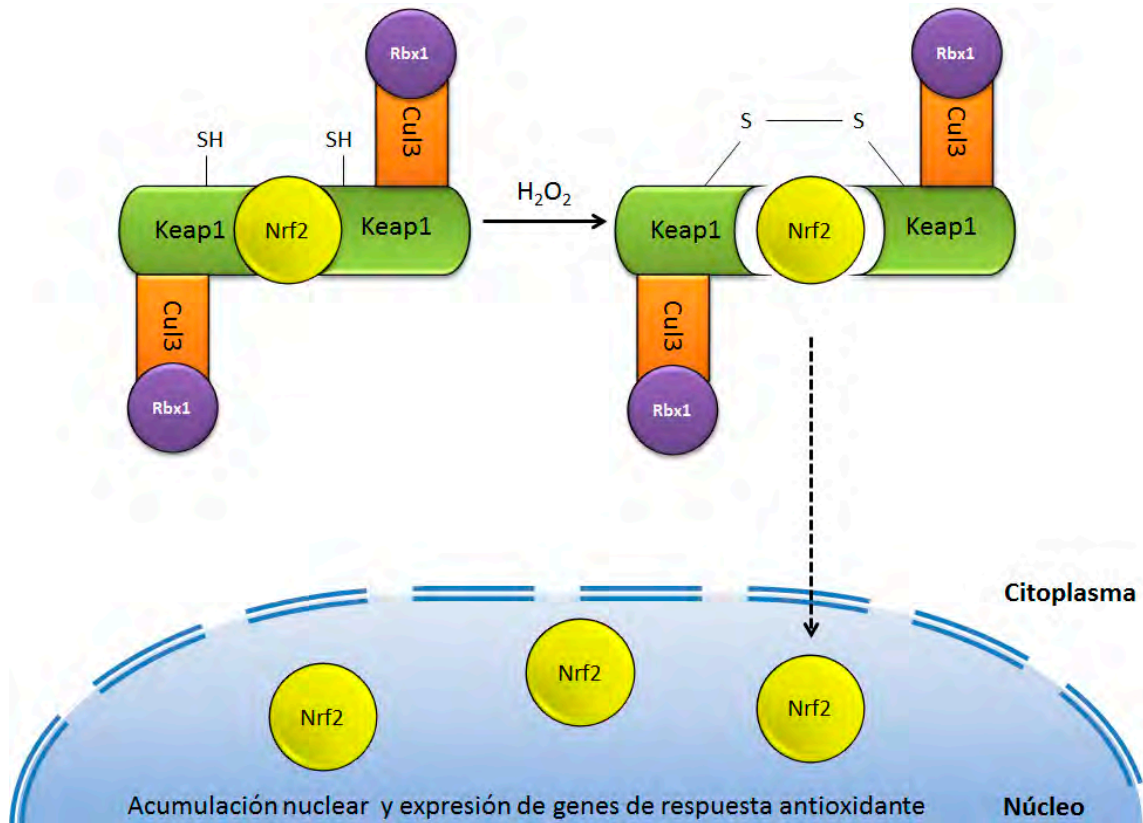 Rbx1
Cul3
SH
SH
Keap1
Nrf2
Keap1
Cul3
Rbx1
H₂O₂
Rbx1
Cul3
S
S
Keap1
Nrf2
Keap1
Cul3
Rbx1
Citoplasma
Nrf2
Nrf2
Nrf2
Acumulación nuclear y expresión de genes de respuesta antioxidante
Núcleo